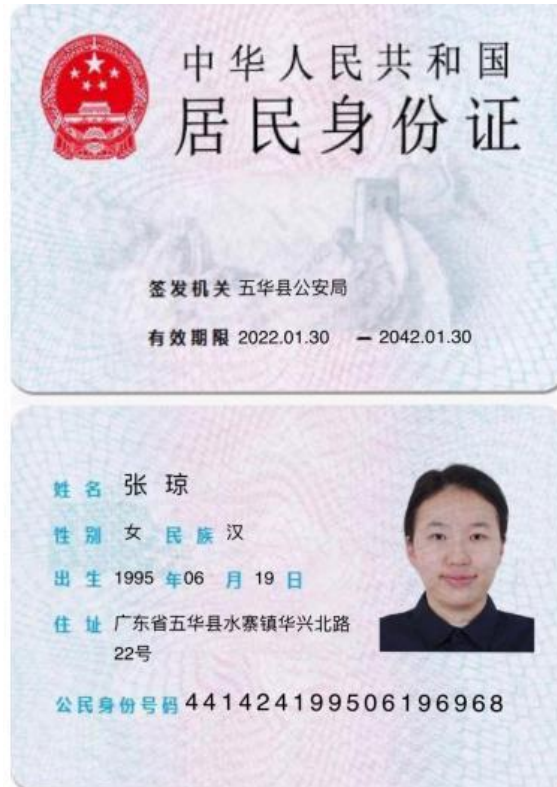 中华人民共和国
居民身份证
签发机关 五华县公安局
有效期限 2022.01.30 - 2042.01.30
姓名 张琼
性别 女 民族 汉
出生 1995 年 06 月 19 日
住址 广东省五华县水寨镇华兴北路
22号
公民身份号码 441424199506196968